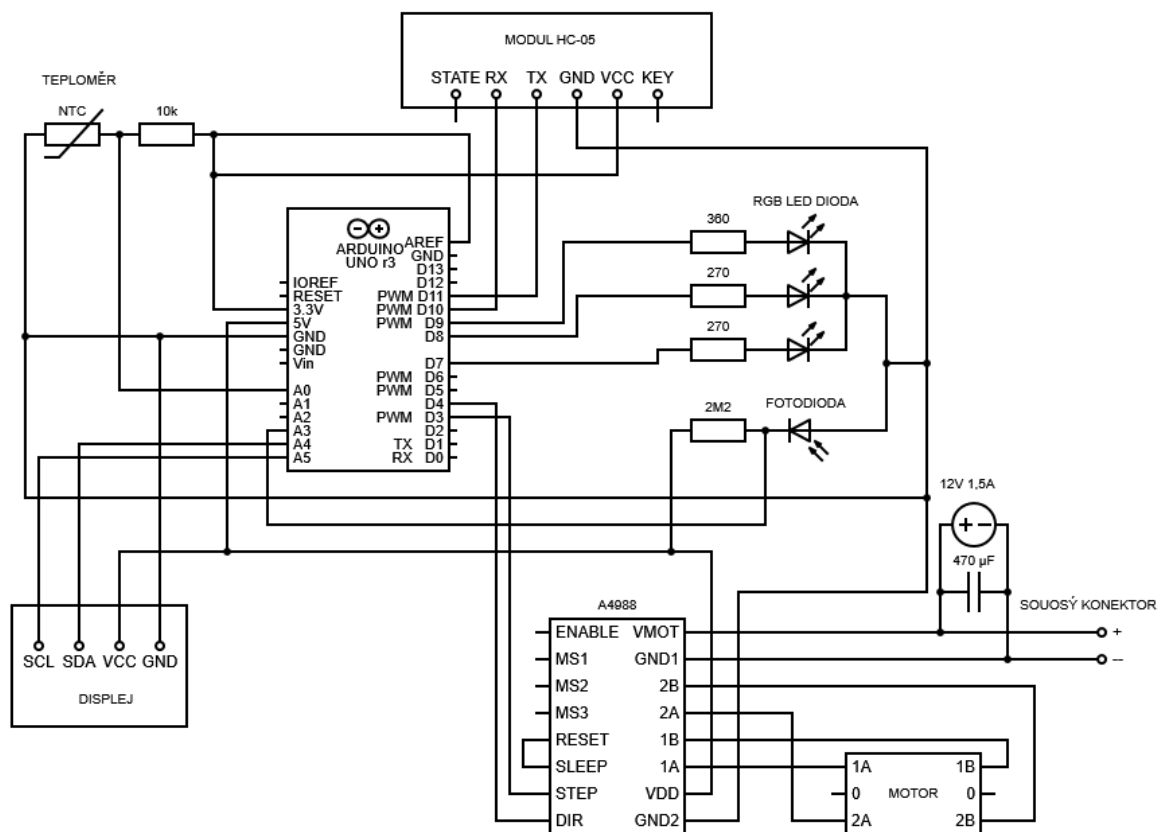 MODUL HC-05
STATE RX TX GND VCC KEY
TEPLOMĚR
NTC
10k
RGB LED DIODA
360
270
270
2M2
FOTODIODA
ARDUINO
UNO r3
IOREF
RESET
3.3V
5V
GND
GND
Vin
A0
A1
A2
A3
A4
A5
AREF
GND
D13
D12
PWM D11
PWM D10
PWM D9
D8
D7
PWM D6
PWM D5
D4
PWM D3
D2
TX D1
RX D0
12V 1,5A
470 µF
SOUOSÝ KONEKTOR
+
--
SCL SDA VCC GND
DISPLEJ
A4988
ENABLE VMOT
MS1 GND1
MS2 2B
MS3 2A
RESET 1B
SLEEP 1A
STEP VDD
DIR GND2
1A 1B
0 MOTOR 0
2A 2B